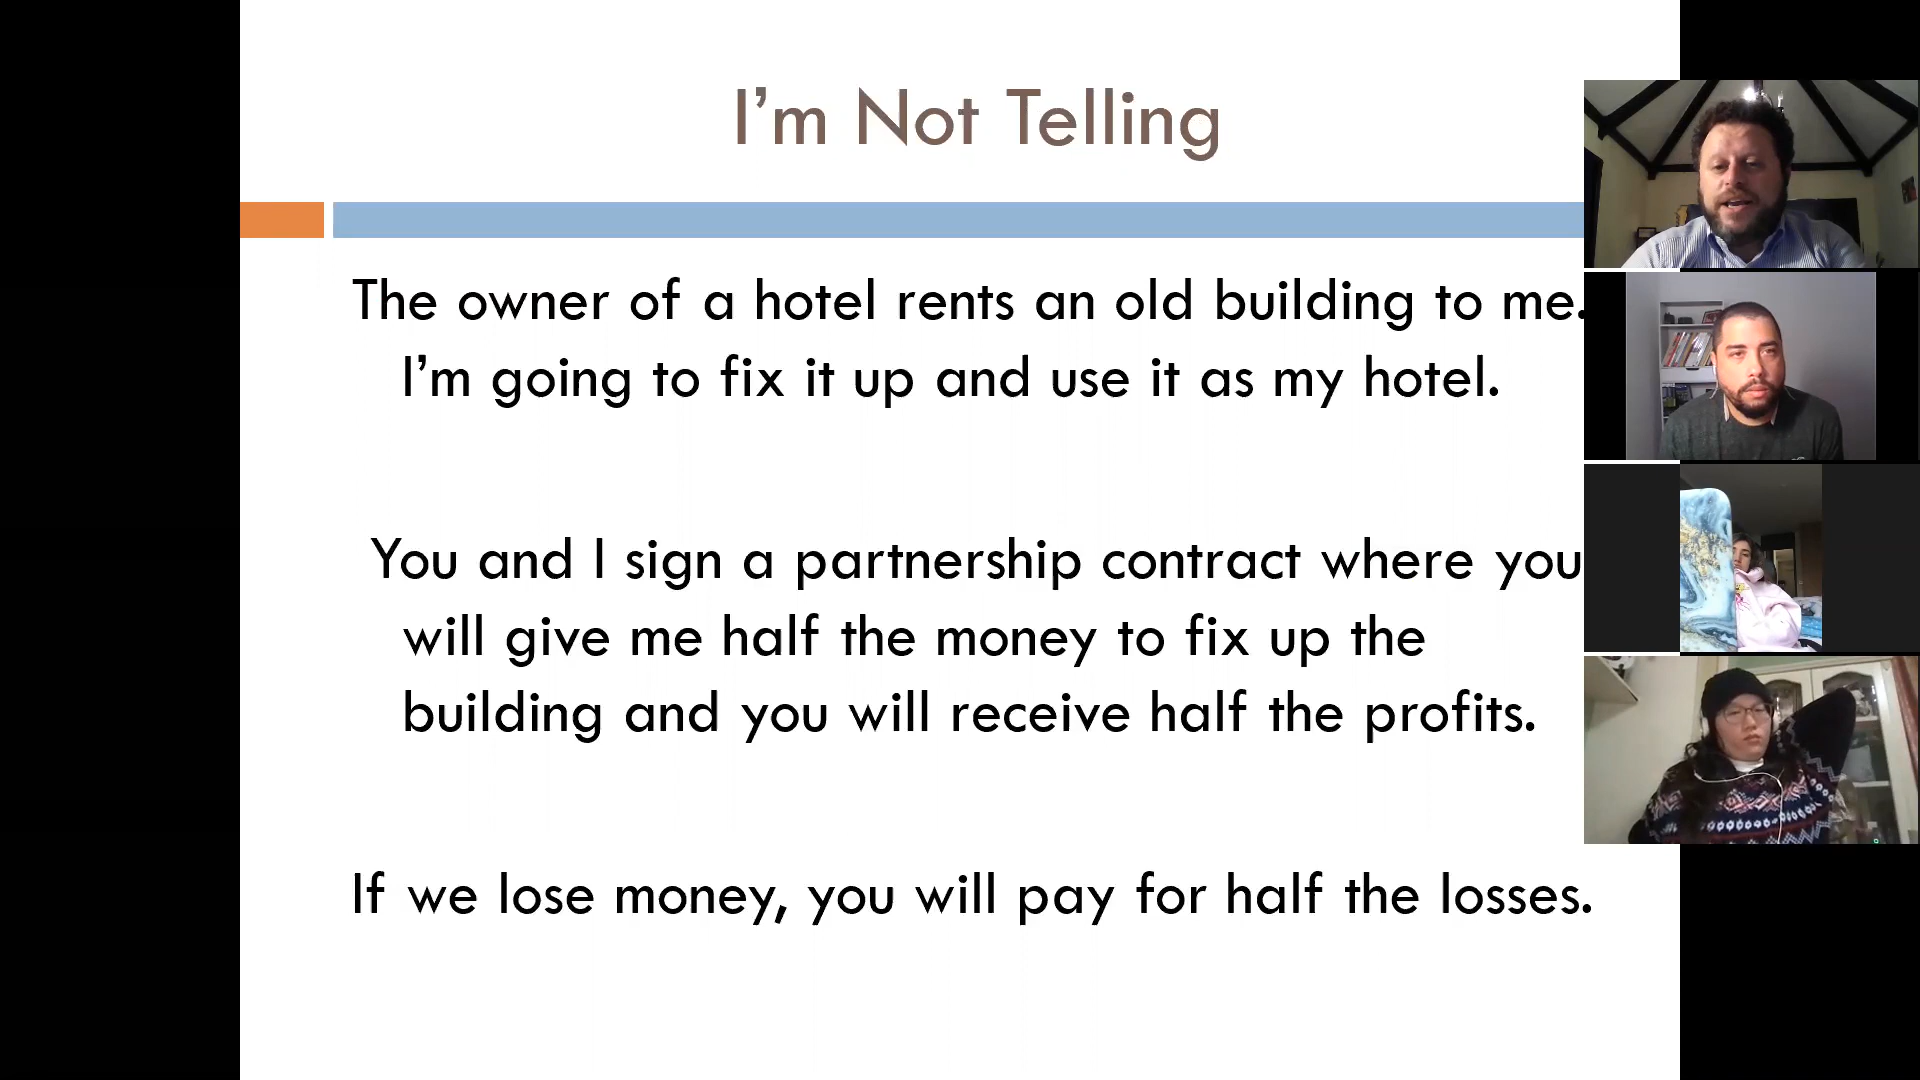 I’m Not Telling
The owner of a hotel rents an old building to me.
I’m going to fix it up and use it as my hotel.
You and I sign a partnership contract where you
will give me half the money to fix up the
building and you will receive half the profits.
If we lose money, you will pay for half the losses.